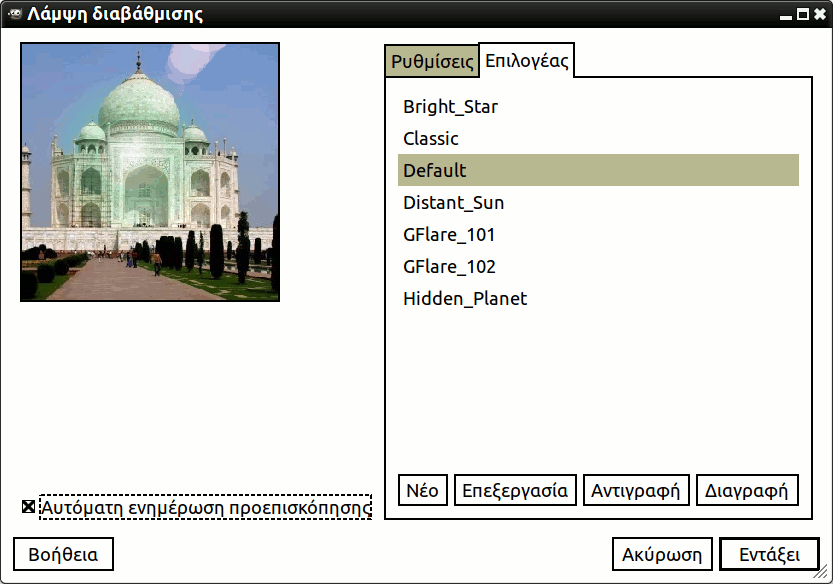 Λάμψη διαβάθμισης
Ρυθμίσεις Επιλογέας
Bright_Star
Classic
Default
Distant_Sun
GFlare_101
GFlare_102
Hidden_Planet
Νέο Επεξεργασία Αντιγραφή Διαγραφή
Αυτόματη ενημέρωση προεπισκόπησης
Βοήθεια Ακύρωση Εντάξει